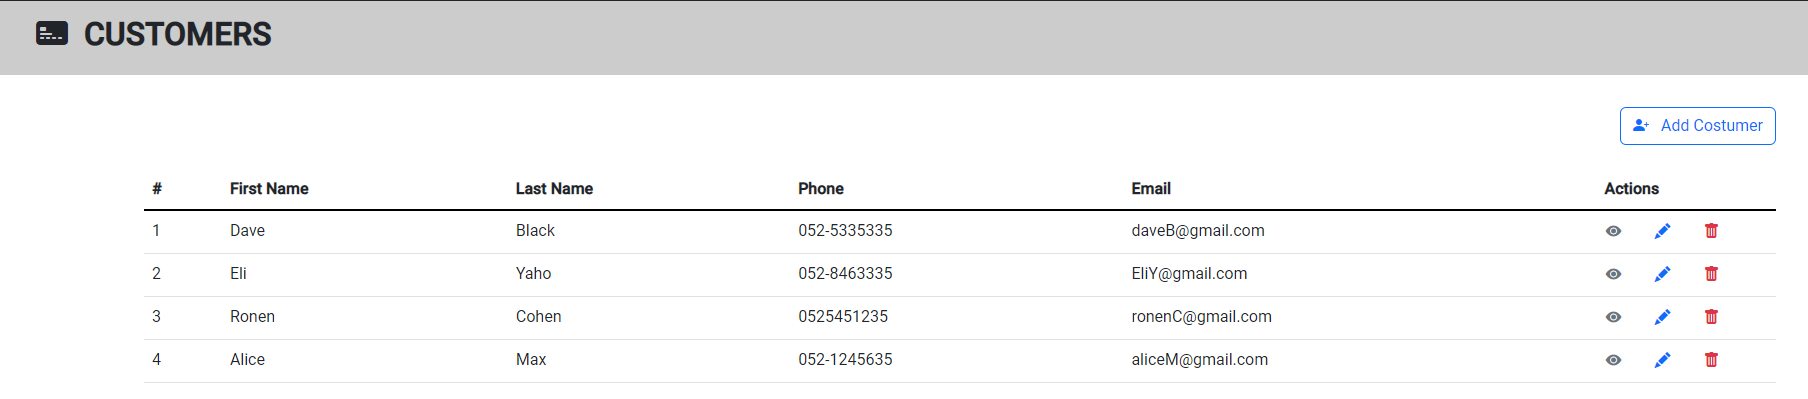 CUSTOMERS
Add Costumer
# First Name Last Name Phone Email Actions
1 Dave Black 052-5335335 daveB@gmail.com
2 Eli Yaho 052-8463335 EliY@gmail.com
3 Ronen Cohen 0525451235 ronenC@gmail.com
4 Alice Max 052-1245635 aliceM@gmail.com